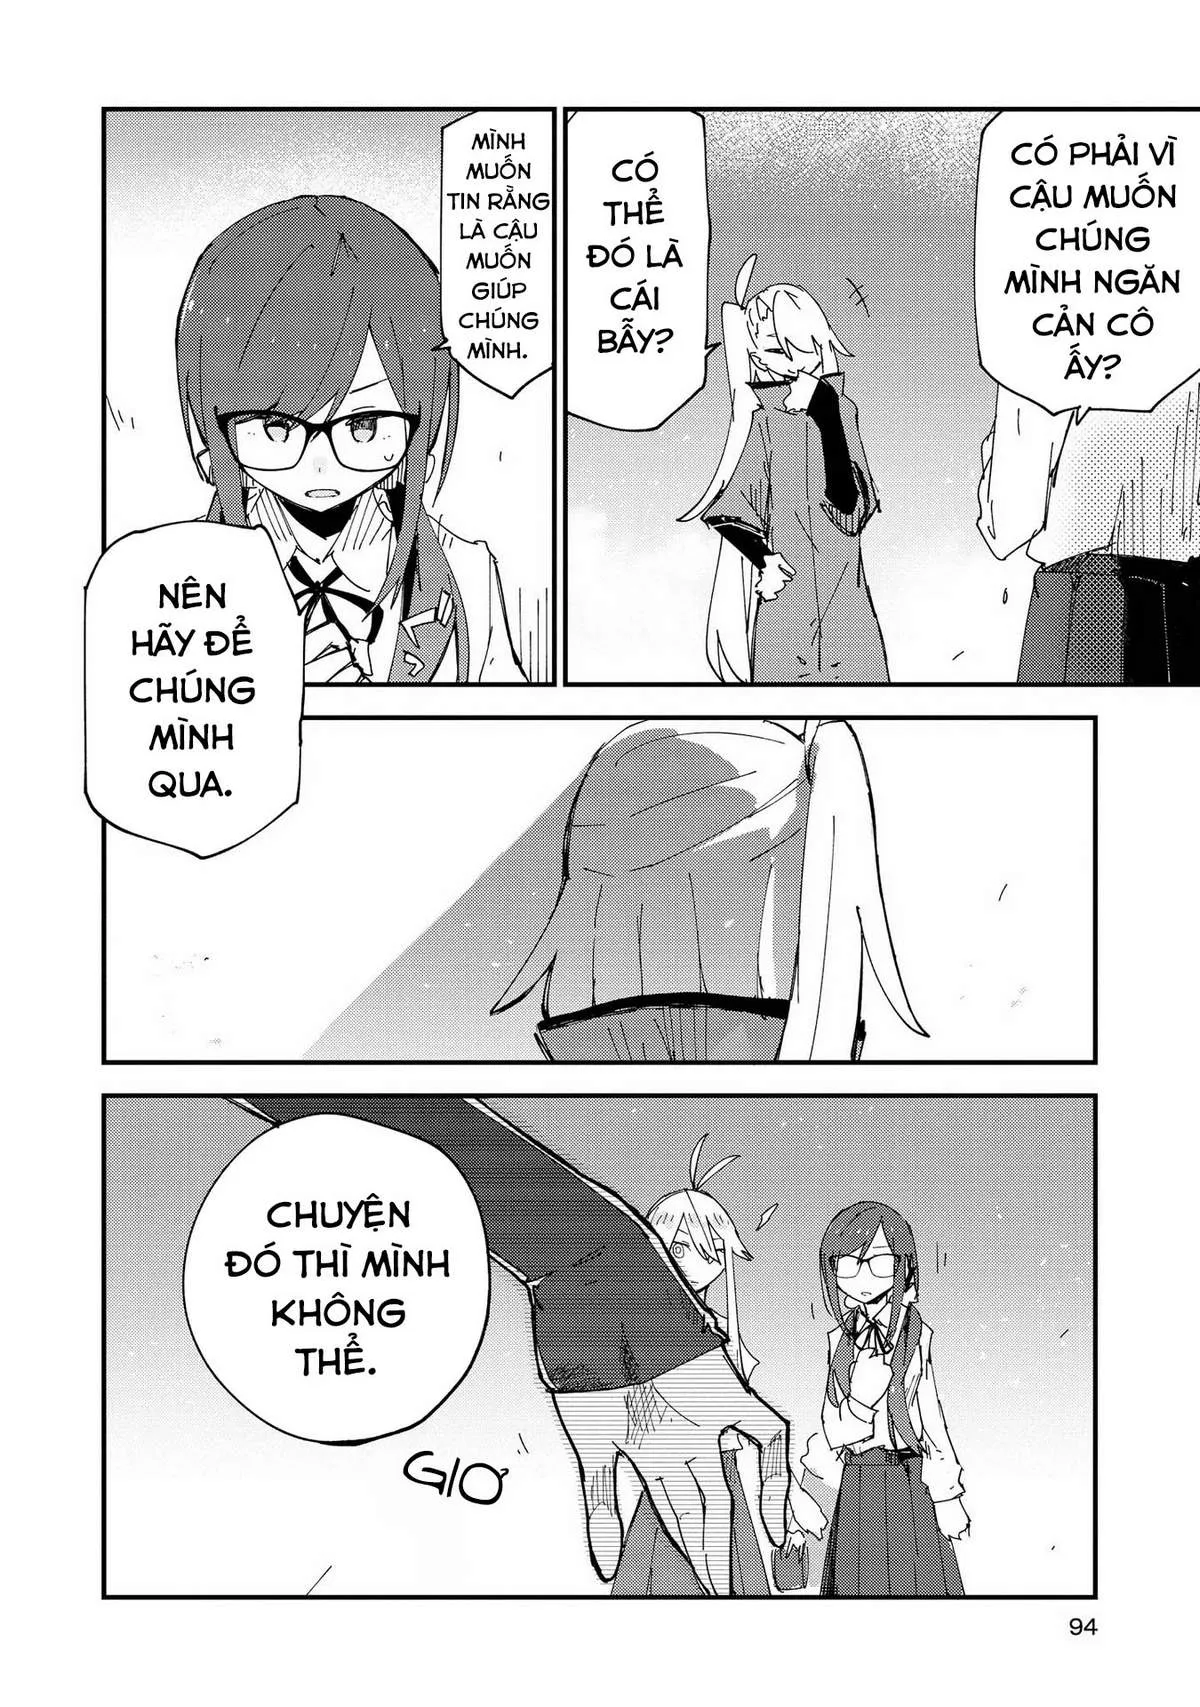 CÓ PHẢI VÌ
CẬU MUỐN
CHÚNG
MÌNH NGĂN
CẢN CÔ
ẤY?
CÓ
THỂ
ĐÓ LÀ
CÁI
BẪY?
MÌNH
MUỐN
TIN RẰNG
LÀ CẬU
MUỐN
GIÚP
CHÚNG
MÌNH.
NÊN
HÃY ĐỂ
CHÚNG
MÌNH
QUA.
CHUYỆN
ĐÓ THÌ MÌNH
KHÔNG
THỂ.
GIƠ
94